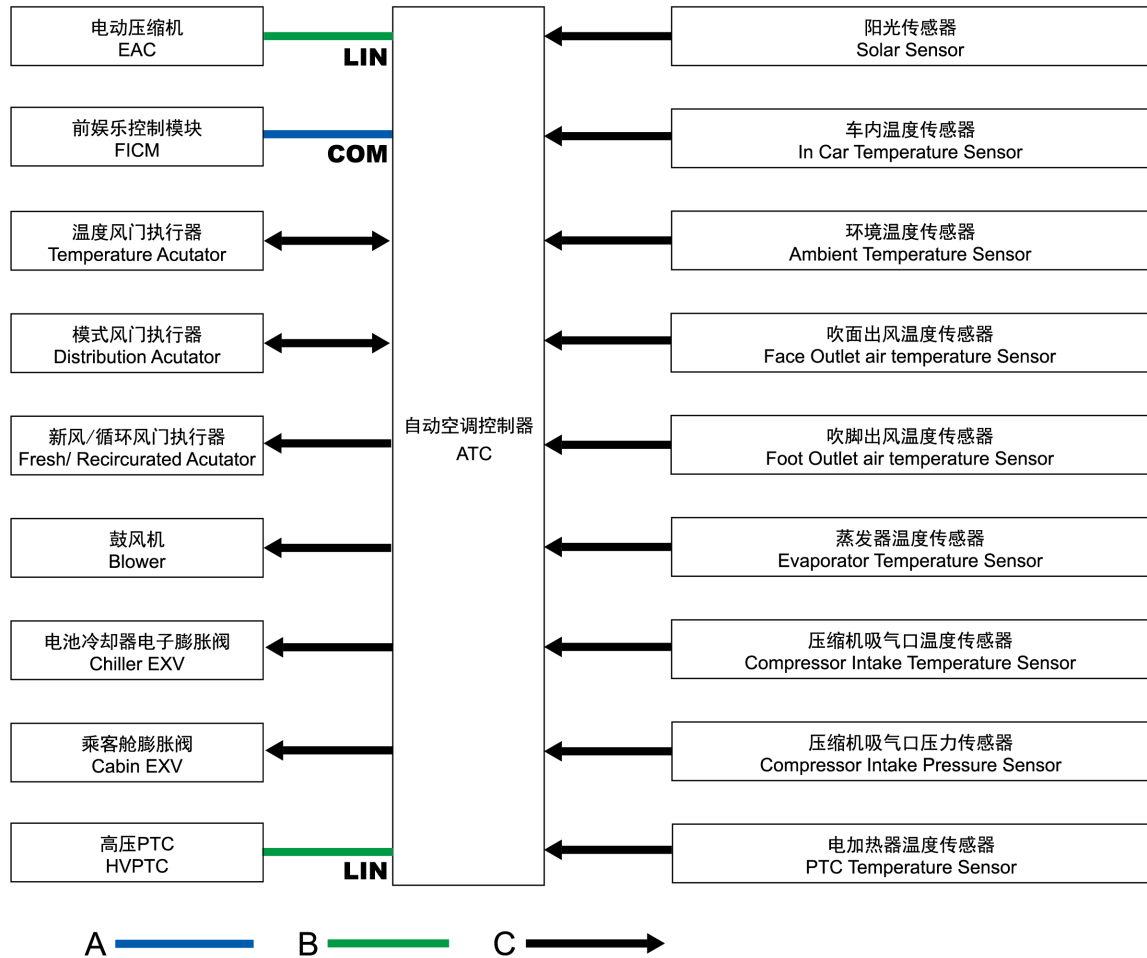 电动压缩机
EAC
LIN
前娱乐控制模块
FICM
COM
温度风门执行器
Temperature Acutator
模式风门执行器
Distribution Acutator
新风/循环风门执行器
Fresh/ Recircurated Acutator
鼓风机
Blower
电池冷却器电子膨胀阀
Chiller EXV
乘客舱膨胀阀
Cabin EXV
高压PTC
HVPTC
LIN
自动空调控制器
ATC
阳光传感器
Solar Sensor
车内温度传感器
In Car Temperature Sensor
环境温度传感器
Ambient Temperature Sensor
吹面出风温度传感器
Face Outlet air temperature Sensor
吹脚出风温度传感器
Foot Outlet air temperature Sensor
蒸发器温度传感器
Evaporator Temperature Sensor
压缩机吸气口温度传感器
Compressor Intake Temperature Sensor
压缩机吸气口压力传感器
Compressor Intake Pressure Sensor
电加热器温度传感器
PTC Temperature Sensor
A
B
C